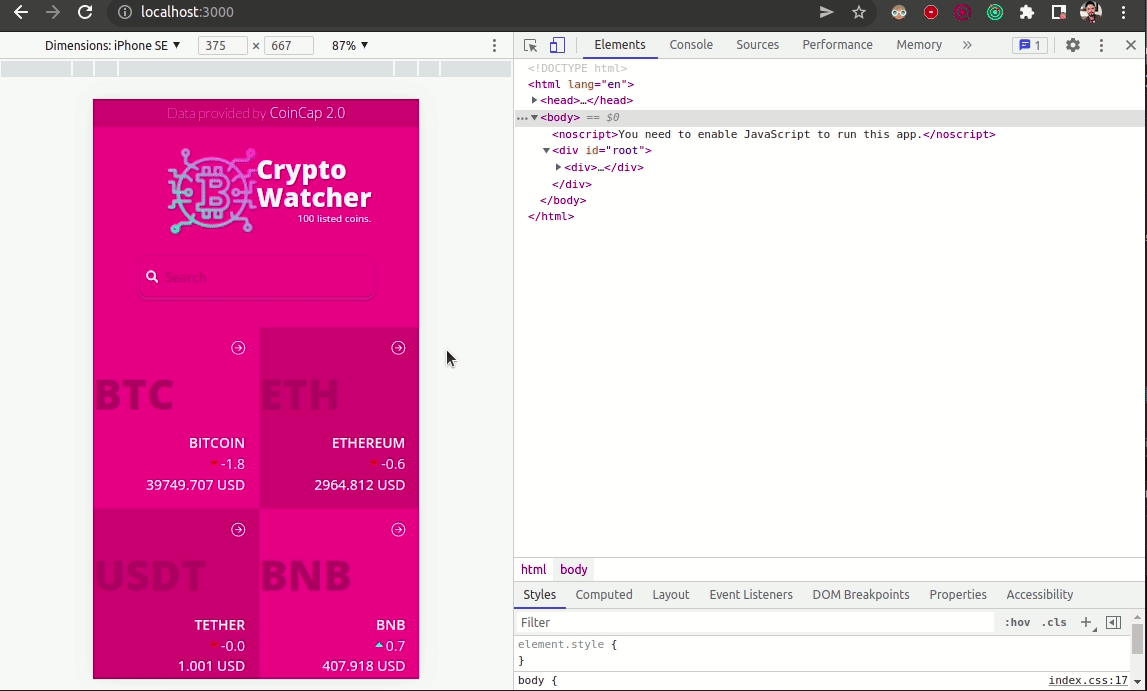 localhost:3000
Dimensions: iPhone SE ▼ 375 × 667 87% ▼
Elements Console Sources Performance Memory » 1
Data provided by CoinCap 2.0
Crypto
Watcher
100 listed coins.
Search
BTC
BITCOIN
-1.8
39749.707 USD
ETH
ETHEREUM
-0.6
2964.812 USD
USDT
TETHER
-0.0
1.001 USD
BNB
BNB
0.7
407.918 USD
<!DOCTYPE html>
<html lang="en">
▶<head>…</head>
…▼<body> == $0
<noscript>You need to enable JavaScript to run this app.</noscript>
▼<div id="root">
▶<div>…</div>
</div>
</body>
</html>
html body
Styles Computed Layout Event Listeners DOM Breakpoints Properties Accessibility
Filter :hov .cls +
element.style {
}
body { index.css:17